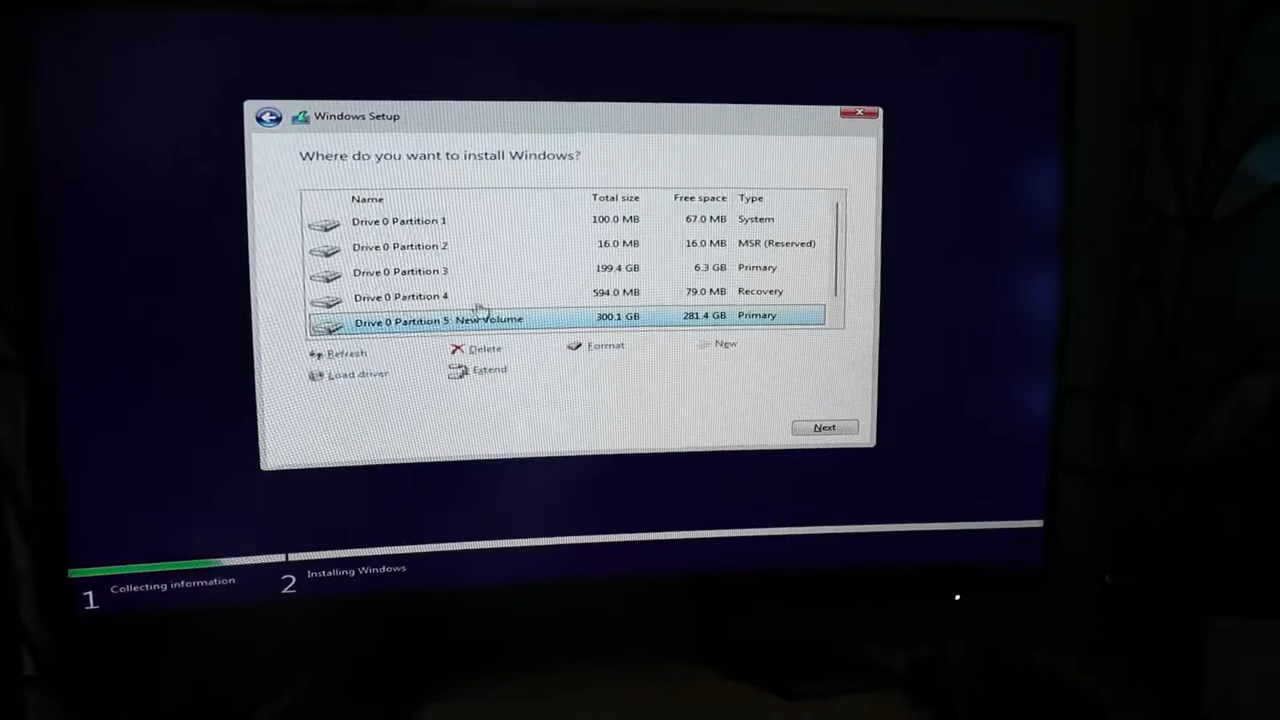 Windows Setup
Where do you want to install Windows?
Name Total size Free space Type
Drive 0 Partition 1 100.0 MB 67.0 MB System
Drive 0 Partition 2 16.0 MB 16.0 MB MSR (Reserved)
Drive 0 Partition 3 199.4 GB 6.3 GB Primary
Drive 0 Partition 4 594.0 MB 79.0 MB Recovery
Drive 0 Partition 5: New Volume 300.1 GB 281.4 GB Primary
Refresh Delete Format New
Load driver Extend
Next
1 Collecting information 2 Installing Windows